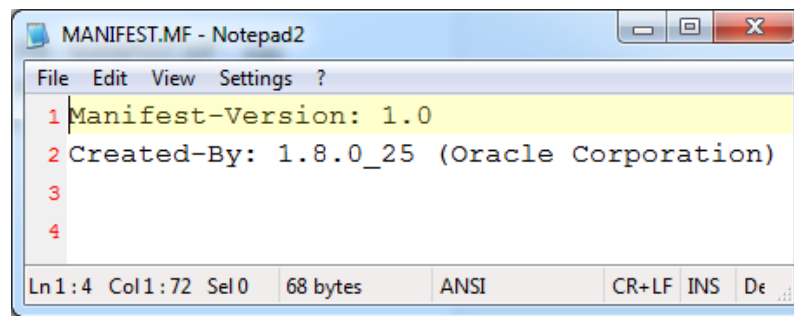 MANIFEST.MF - Notepad2
File Edit View Settings ?
1 Manifest-Version: 1.0
2 Created-By: 1.8.0_25 (Oracle Corporation)
3
4
Ln 1 : 4 Col 1 : 72 Sel 0 68 bytes ANSI CR+LF INS De